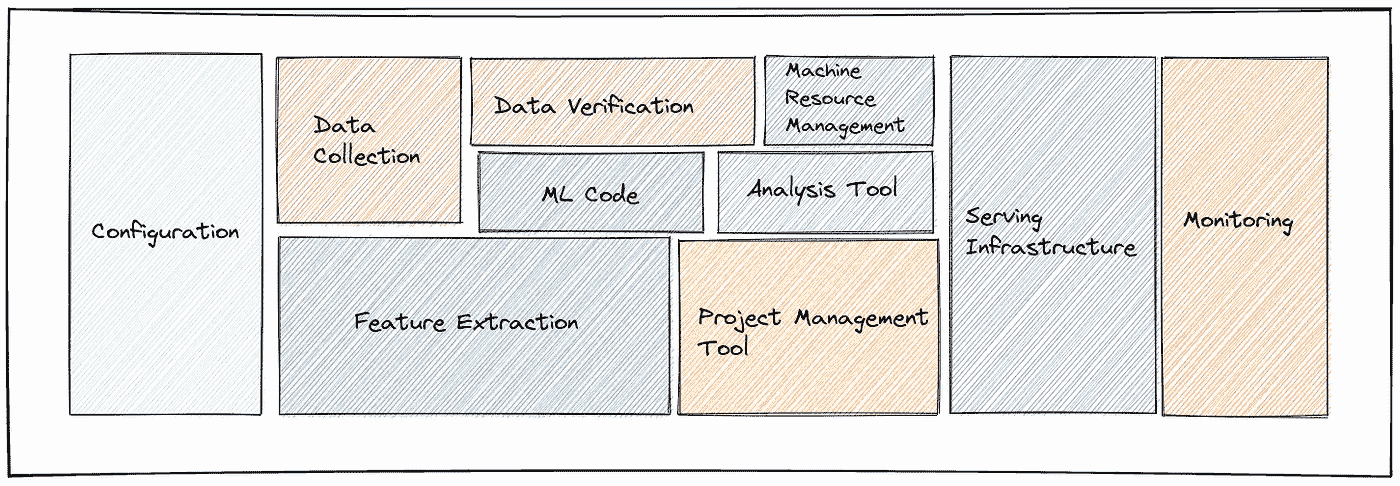 Configuration
Data
Collection
Data Verification
Machine
Resource
Management
ML Code
Analysis Tool
Feature Extraction
Project Management
Tool
Serving
Infrastructure
Monitoring